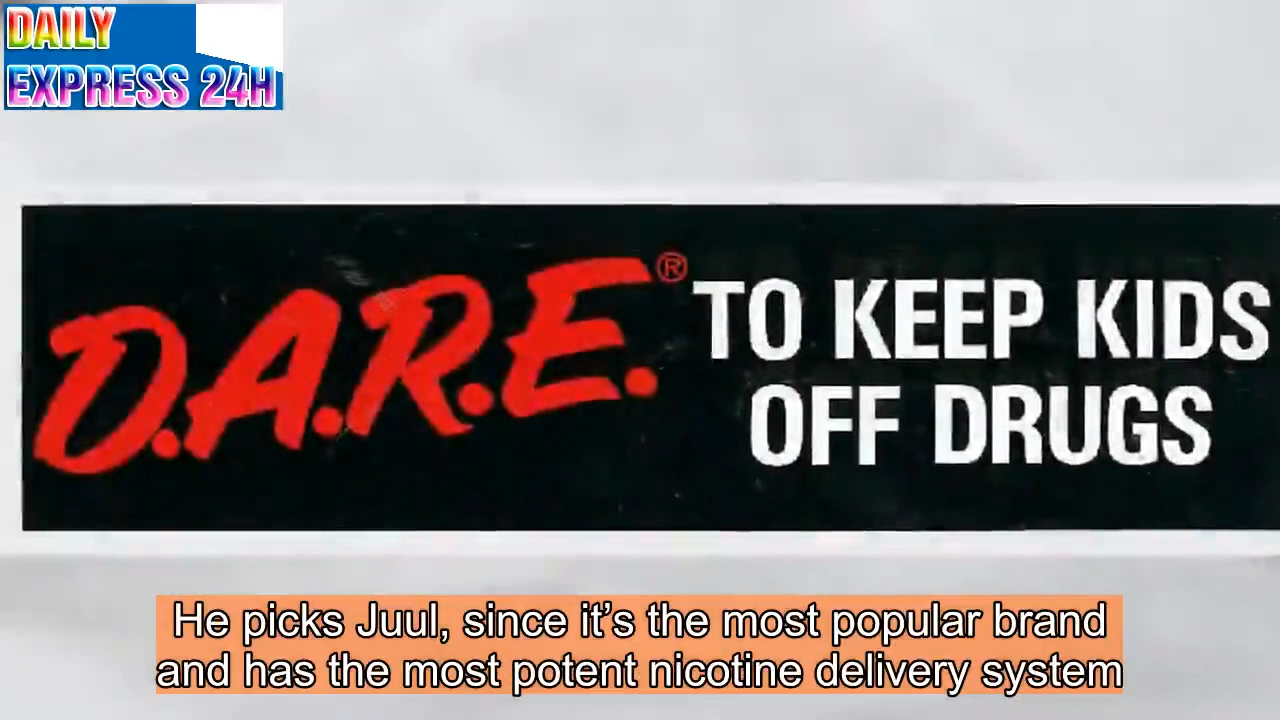 DAILY
EXPRESS 24H
D.A.R.E.® TO KEEP KIDS
OFF DRUGS
He picks Juul, since it’s the most popular brand
and has the most potent nicotine delivery system